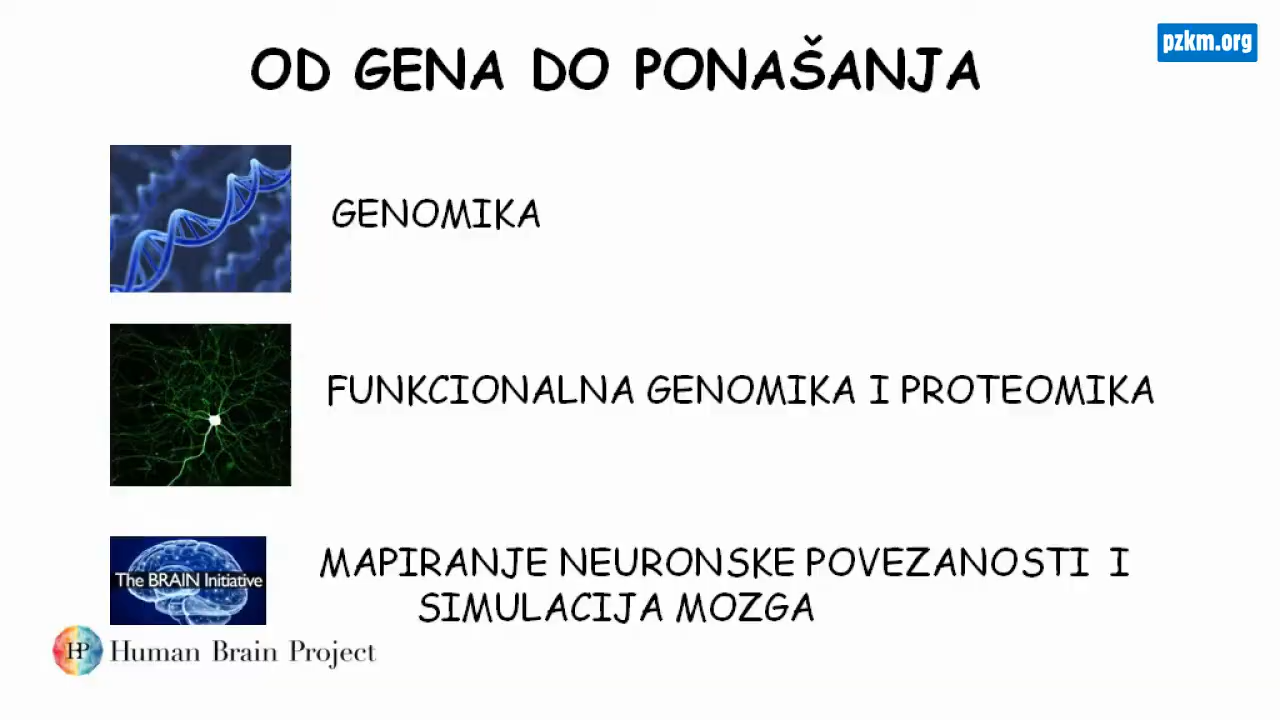 pzkm.org
OD GENA DO PONAŠANJA
GENOMIKA
FUNKCIONALNA GENOMIKA I PROTEOMIKA
The BRAIN Initiative
MAPIRANJE NEURONSKE POVEZANOSTI I
SIMULACIJA MOZGA
HP Human Brain Project